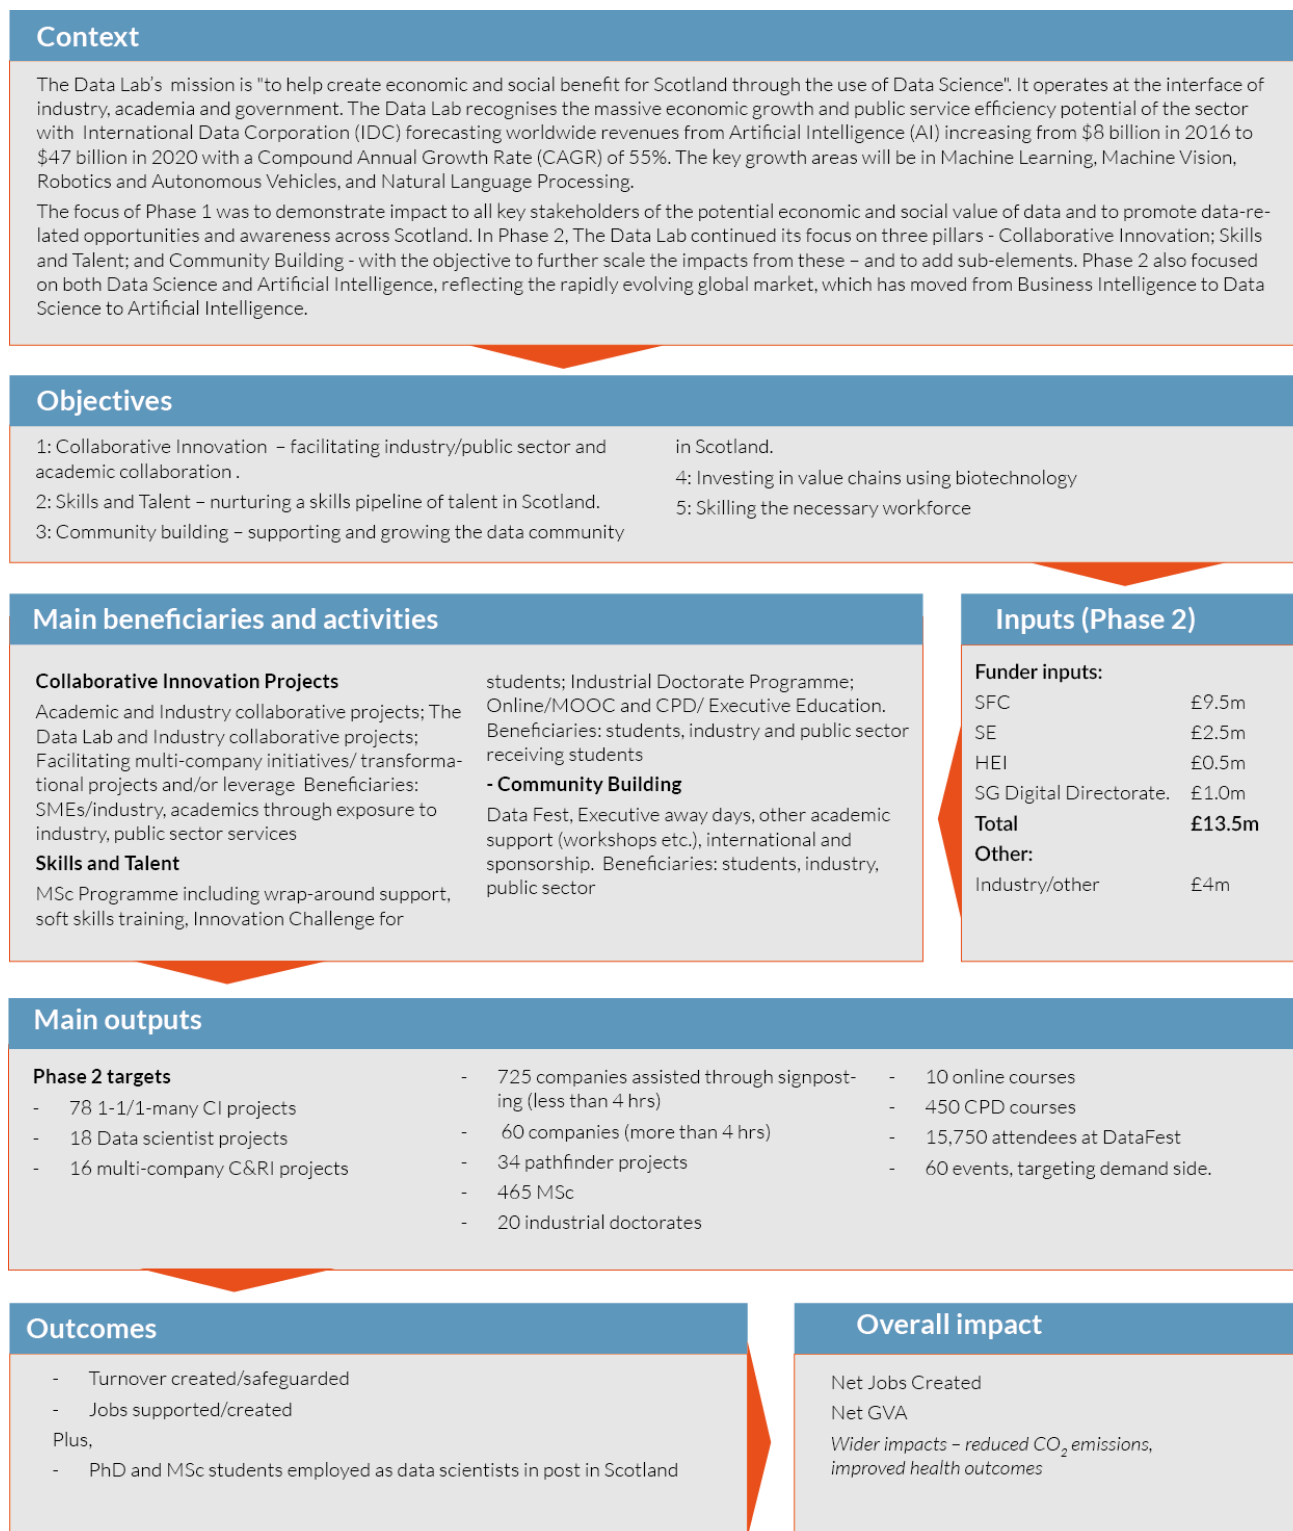 Context
The Data Lab's mission is "to help create economic and social benefit for Scotland through the use of Data Science". It operates at the interface of
industry, academia and government. The Data Lab recognises the massive economic growth and public service efficiency potential of the sector
with International Data Corporation (IDC) forecasting worldwide revenues from Artificial Intelligence (AI) increasing from $8 billion in 2016 to
$47 billion in 2020 with a Compound Annual Growth Rate (CAGR) of 55%. The key growth areas will be in Machine Learning, Machine Vision,
Robotics and Autonomous Vehicles, and Natural Language Processing.
The focus of Phase 1 was to demonstrate impact to all key stakeholders of the potential economic and social value of data and to promote data-re-
lated opportunities and awareness across Scotland. In Phase 2, The Data Lab continued its focus on three pillars - Collaborative Innovation; Skills
and Talent; and Community Building - with the objective to further scale the impacts from these – and to add sub-elements. Phase 2 also focused
on both Data Science and Artificial Intelligence, reflecting the rapidly evolving global market, which has moved from Business Intelligence to Data
Science to Artificial Intelligence.
Objectives
1: Collaborative Innovation – facilitating industry/public sector and
academic collaboration .
2: Skills and Talent – nurturing a skills pipeline of talent in Scotland.
3: Community building – supporting and growing the data community
in Scotland.
4: Investing in value chains using biotechnology
5: Skilling the necessary workforce
Main beneficiaries and activities
Collaborative Innovation Projects
Academic and Industry collaborative projects; The
Data Lab and Industry collaborative projects;
Facilitating multi-company initiatives/ transforma-
tional projects and/or leverage Beneficiaries:
SMEs/industry, academics through exposure to
industry, public sector services
Skills and Talent
MSc Programme including wrap-around support,
soft skills training, Innovation Challenge for
students; Industrial Doctorate Programme;
Online/MOOC and CPD/ Executive Education.
Beneficiaries: students, industry and public sector
receiving students
- Community Building
Data Fest, Executive away days, other academic
support (workshops etc.), international and
sponsorship. Beneficiaries: students, industry,
public sector
Inputs (Phase 2)
Funder inputs:
SFC £9.5m
SE £2.5m
HEI £0.5m
SG Digital Directorate. £1.0m
Total £13.5m
Other:
Industry/other £4m
Main outputs
Phase 2 targets
- 78 1-1/1-many CI projects
- 18 Data scientist projects
- 16 multi-company C&RI projects
- 725 companies assisted through signpost-
ing (less than 4 hrs)
- 60 companies (more than 4 hrs)
- 34 pathfinder projects
- 465 MSc
- 20 industrial doctorates
- 10 online courses
- 450 CPD courses
- 15,750 attendees at DataFest
- 60 events, targeting demand side.
Outcomes
- Turnover created/safeguarded
- Jobs supported/created
Plus,
- PhD and MSc students employed as data scientists in post in Scotland
Overall impact
Net Jobs Created
Net GVA
Wider impacts – reduced CO₂ emissions,
improved health outcomes